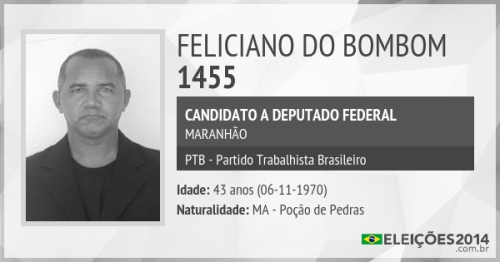 FELICIANO DO BOMBOM
1455
CANDIDATO A DEPUTADO FEDERAL
MARANHÃO
PTB - Partido Trabalhista Brasileiro
Idade: 43 anos (06-11-1970)
Naturalidade: MA - Poção de Pedras
ELEIÇÕES2014
.com.br